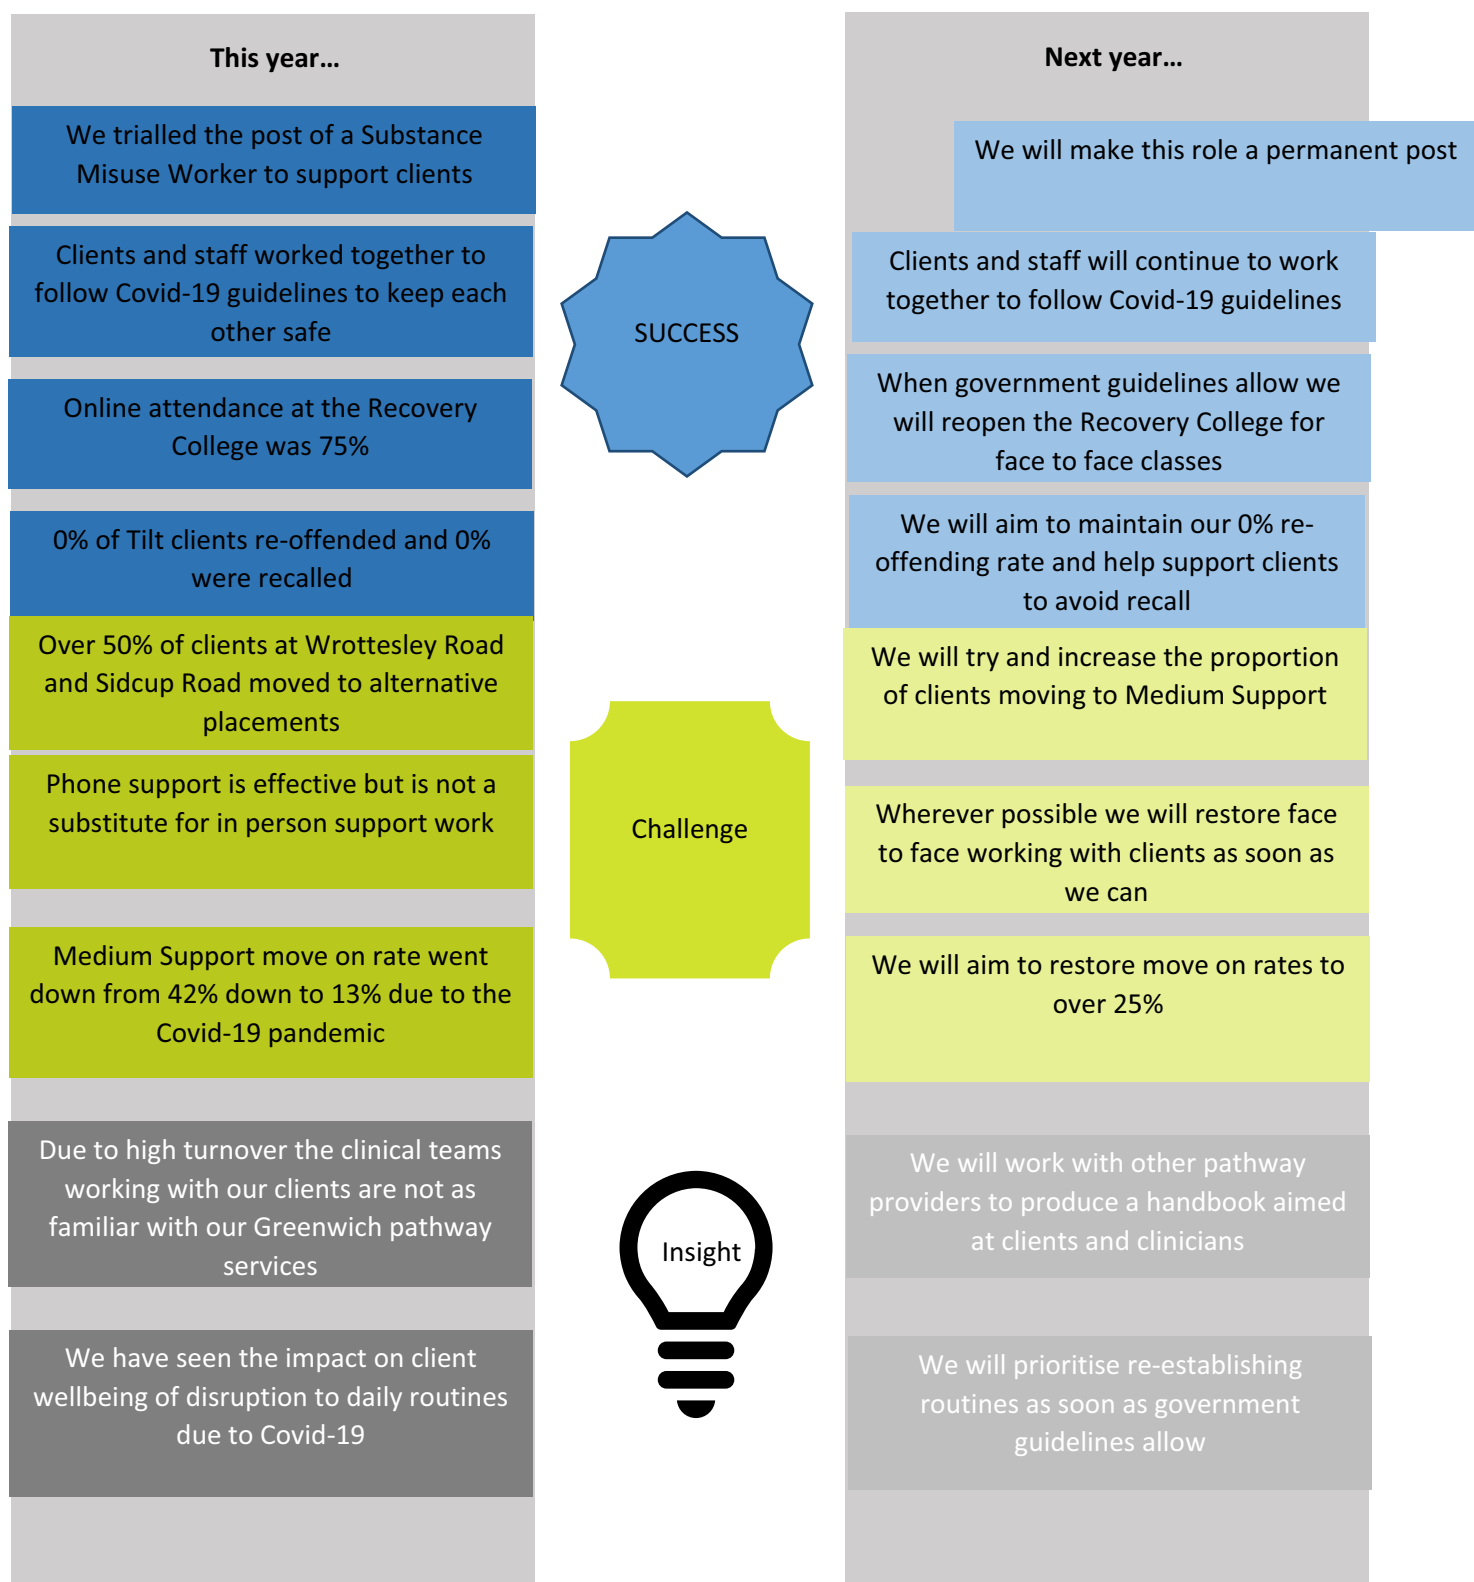 This year…
We trialled the post of a Substance
Misuse Worker to support clients
Clients and staff worked together to
follow Covid-19 guidelines to keep each
other safe
Online attendance at the Recovery
College was 75%
0% of Tilt clients re-offended and 0%
were recalled
Over 50% of clients at Wrottesley Road
and Sidcup Road moved to alternative
placements
Phone support is effective but is not a
substitute for in person support work
Medium Support move on rate went
down from 42% down to 13% due to the
Covid-19 pandemic
Due to high turnover the clinical teams
working with our clients are not as
familiar with our Greenwich pathway
services
We have seen the impact on client
wellbeing of disruption to daily routines
due to Covid-19
SUCCESS
Challenge
Insight
Next year…
We will make this role a permanent post
Clients and staff will continue to work
together to follow Covid-19 guidelines
When government guidelines allow we
will reopen the Recovery College for
face to face classes
We will aim to maintain our 0% re-
offending rate and help support clients
to avoid recall
We will try and increase the proportion
of clients moving to Medium Support
Wherever possible we will restore face
to face working with clients as soon as
we can
We will aim to restore move on rates to
over 25%
We will work with other pathway
providers to produce a handbook aimed
at clients and clinicians
We will prioritise re-establishing
routines as soon as government
guidelines allow